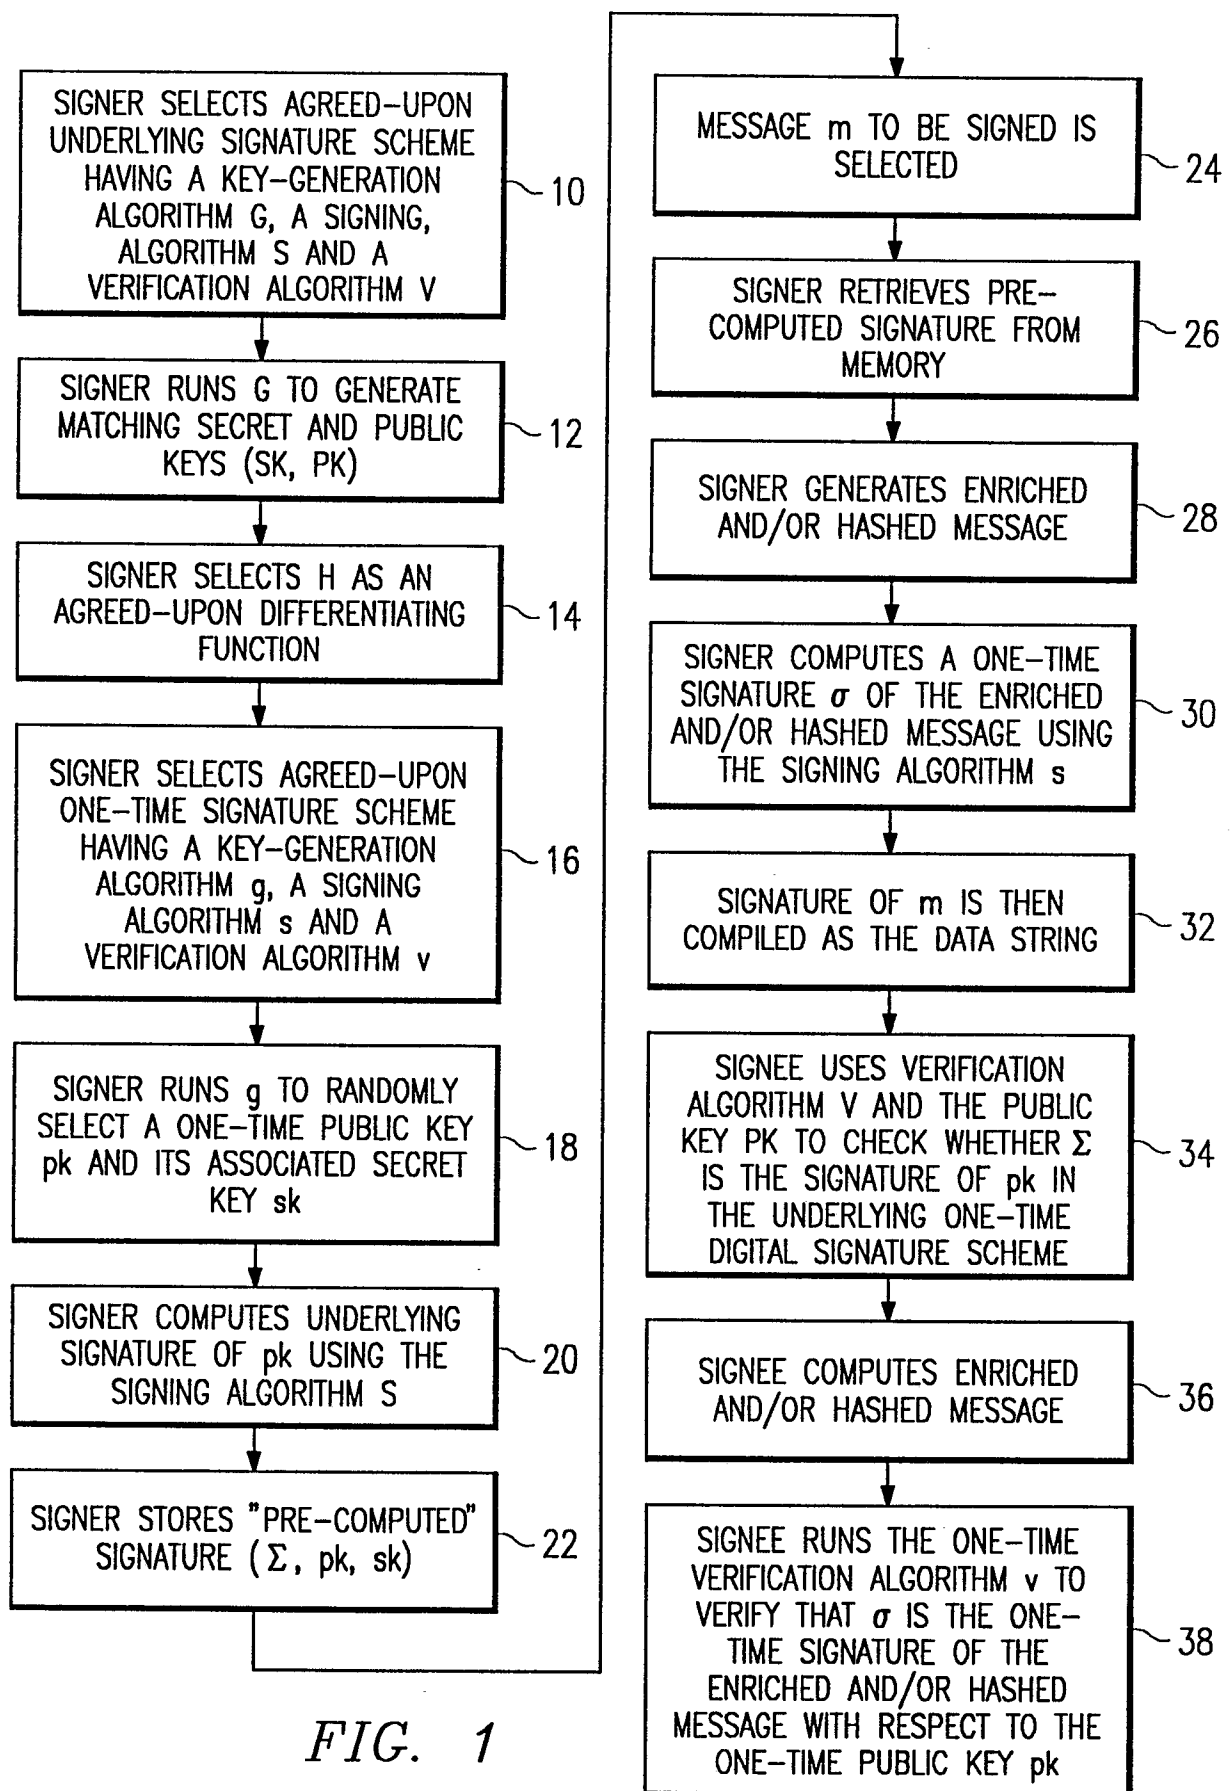 SIGNER SELECTS AGREED-UPON
UNDERLYING SIGNATURE SCHEME
HAVING A KEY-GENERATION
ALGORITHM G, A SIGNING,
ALGORITHM S AND A
VERIFICATION ALGORITHM V
10
SIGNER RUNS G TO GENERATE
MATCHING SECRET AND PUBLIC
KEYS (SK, PK)
12
SIGNER SELECTS H AS AN
AGREED-UPON DIFFERENTIATING
FUNCTION
14
SIGNER SELECTS AGREED-UPON
ONE-TIME SIGNATURE SCHEME
HAVING A KEY-GENERATION
ALGORITHM g, A SIGNING
ALGORITHM s AND A
VERIFICATION ALGORITHM v
16
SIGNER RUNS g TO RANDOMLY
SELECT A ONE-TIME PUBLIC KEY
pk AND ITS ASSOCIATED SECRET
KEY sk
18
SIGNER COMPUTES UNDERLYING
SIGNATURE OF pk USING THE
SIGNING ALGORITHM S
20
SIGNER STORES "PRE-COMPUTED"
SIGNATURE (Σ, pk, sk)
22
MESSAGE m TO BE SIGNED IS
SELECTED
24
SIGNER RETRIEVES PRE-
COMPUTED SIGNATURE FROM
MEMORY
26
SIGNER GENERATES ENRICHED
AND/OR HASHED MESSAGE
28
SIGNER COMPUTES A ONE-TIME
SIGNATURE σ OF THE ENRICHED
AND/OR HASHED MESSAGE USING
THE SIGNING ALGORITHM s
30
SIGNATURE OF m IS THEN
COMPILED AS THE DATA STRING
32
SIGNEE USES VERIFICATION
ALGORITHM V AND THE PUBLIC
KEY PK TO CHECK WHETHER Σ
IS THE SIGNATURE OF pk IN
THE UNDERLYING ONE-TIME
DIGITAL SIGNATURE SCHEME
34
SIGNEE COMPUTES ENRICHED
AND/OR HASHED MESSAGE
36
SIGNEE RUNS THE ONE-TIME
VERIFICATION ALGORITHM v TO
VERIFY THAT σ IS THE ONE-
TIME SIGNATURE OF THE
ENRICHED AND/OR HASHED
MESSAGE WITH RESPECT TO THE
ONE-TIME PUBLIC KEY pk
38
FIG. 1